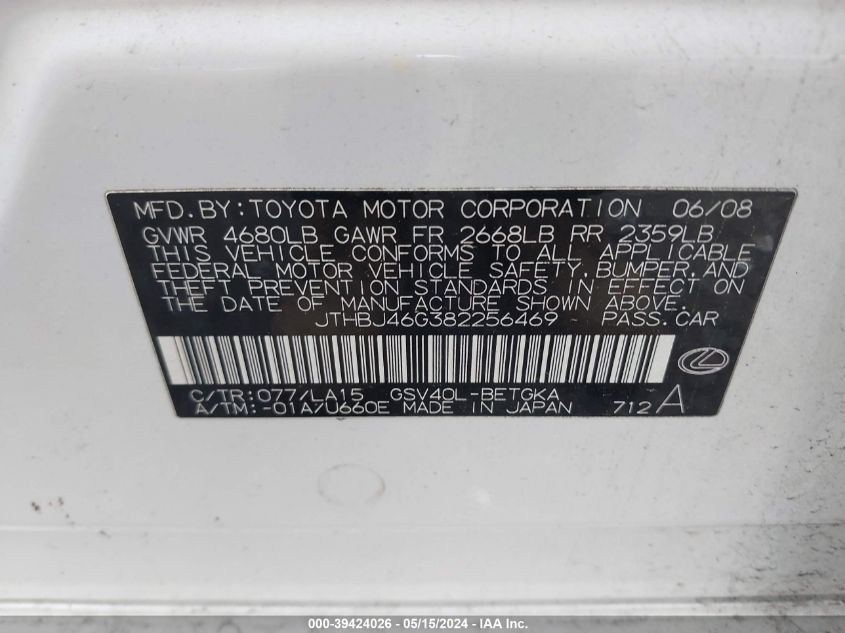 MFD.BY:TOYOTA MOTOR CORPORATION 06/08
GVWR 4680LB GAWR FR 2668LB RR 2359LB
THIS VEHICLE CONFORMS TO ALL APPLICABLE
FEDERAL MOTOR VEHICLE SAFETY,BUMPER,AND
THEFT PREVENTION STANDARDS IN EFFECT ON
THE DATE OF MANUFACTURE SHOWN ABOVE.
JTHBJ46G382256469 PASS.CAR
C/TR:077/LA15 GSV40L-BETGKA
A/TM:-01A/U660E MADE IN JAPAN 712A
000-39424026 - 05/15/2024 - IAA Inc.